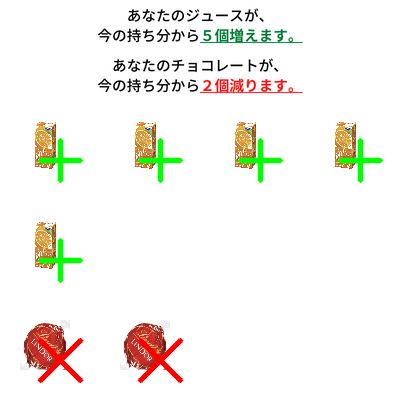 あなたのジュースが、
今の持ち分から５個増えます。
あなたのチョコレートが、
今の持ち分から２個減ります。
LINDOR
LINDOR